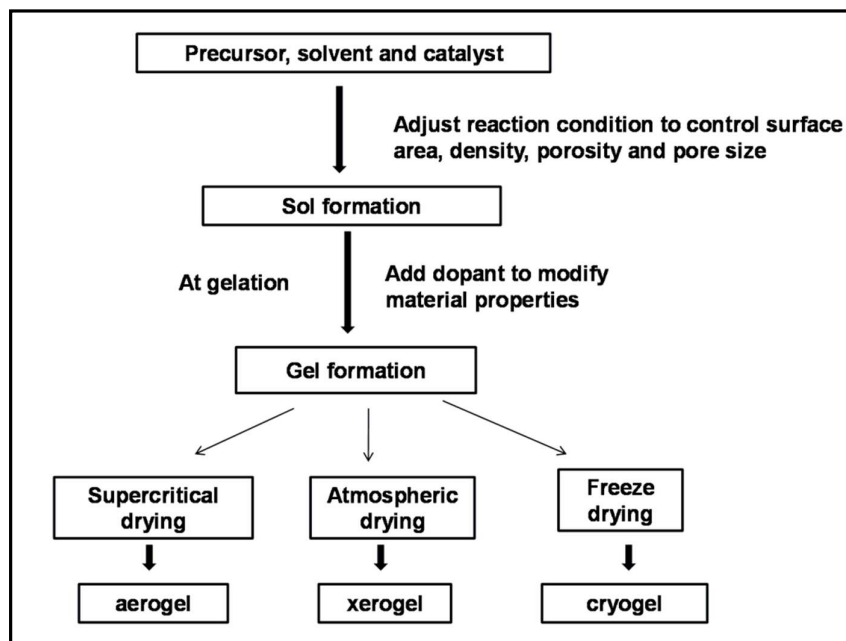 Precursor, solvent and catalyst
Adjust reaction condition to control surface
area, density, porosity and pore size
Sol formation
At gelation
Add dopant to modify
material properties
Gel formation
Supercritical
drying
Atmospheric
drying
Freeze
drying
aerogel
xerogel
cryogel